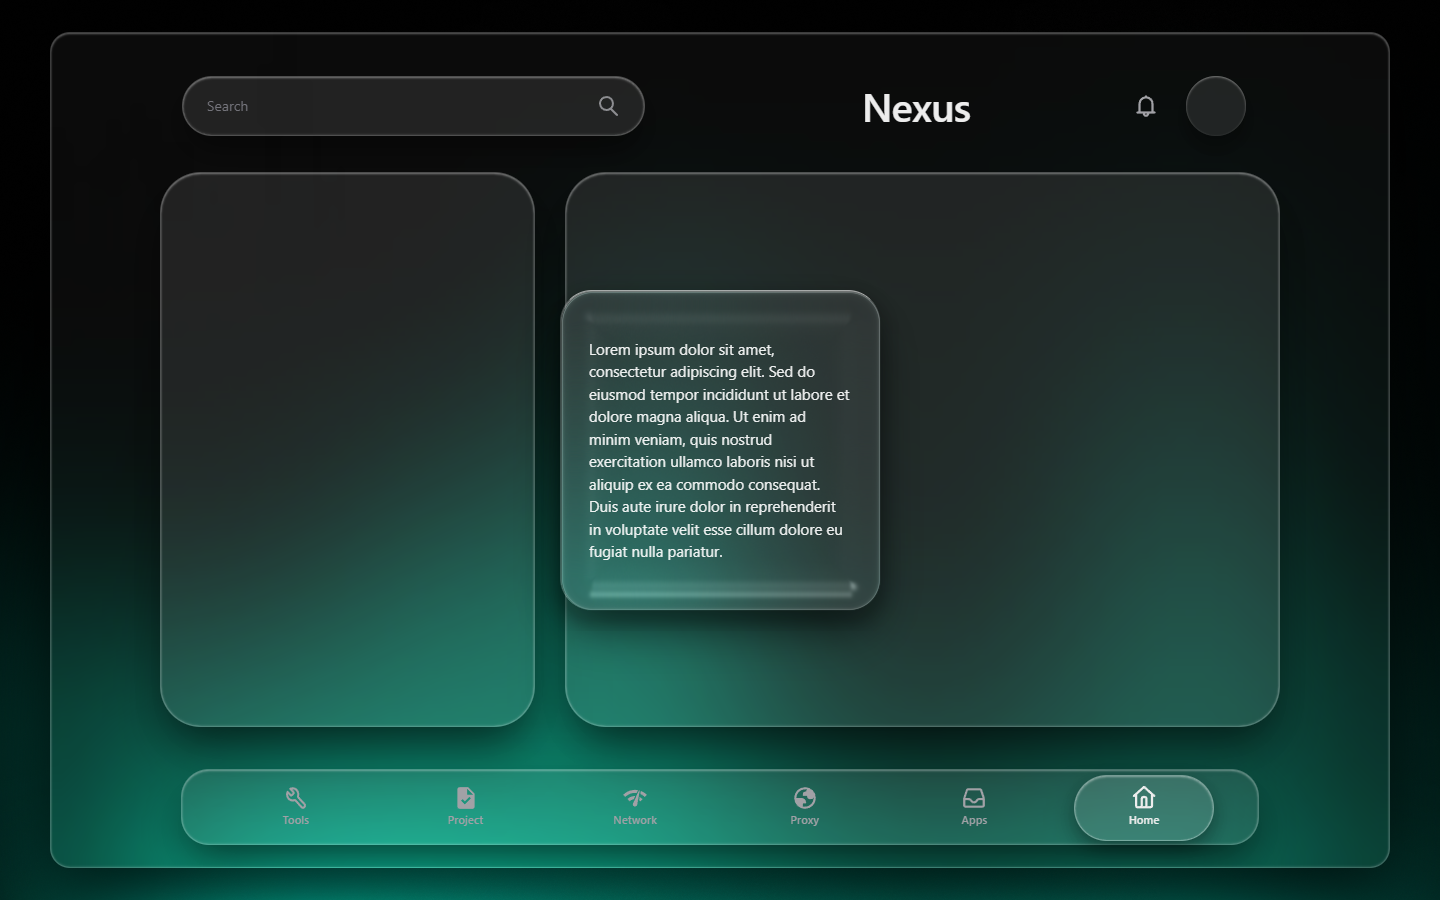 Search
Nexus
Lorem ipsum dolor sit amet,
consectetur adipiscing elit. Sed do
eiusmod tempor incididunt ut labore et
dolore magna aliqua. Ut enim ad
minim veniam, quis nostrud
exercitation ullamco laboris nisi ut
aliquip ex ea commodo consequat.
Duis aute irure dolor in reprehenderit
in voluptate velit esse cillum dolore eu
fugiat nulla pariatur.
Tools
Project
Network
Proxy
Apps
Home